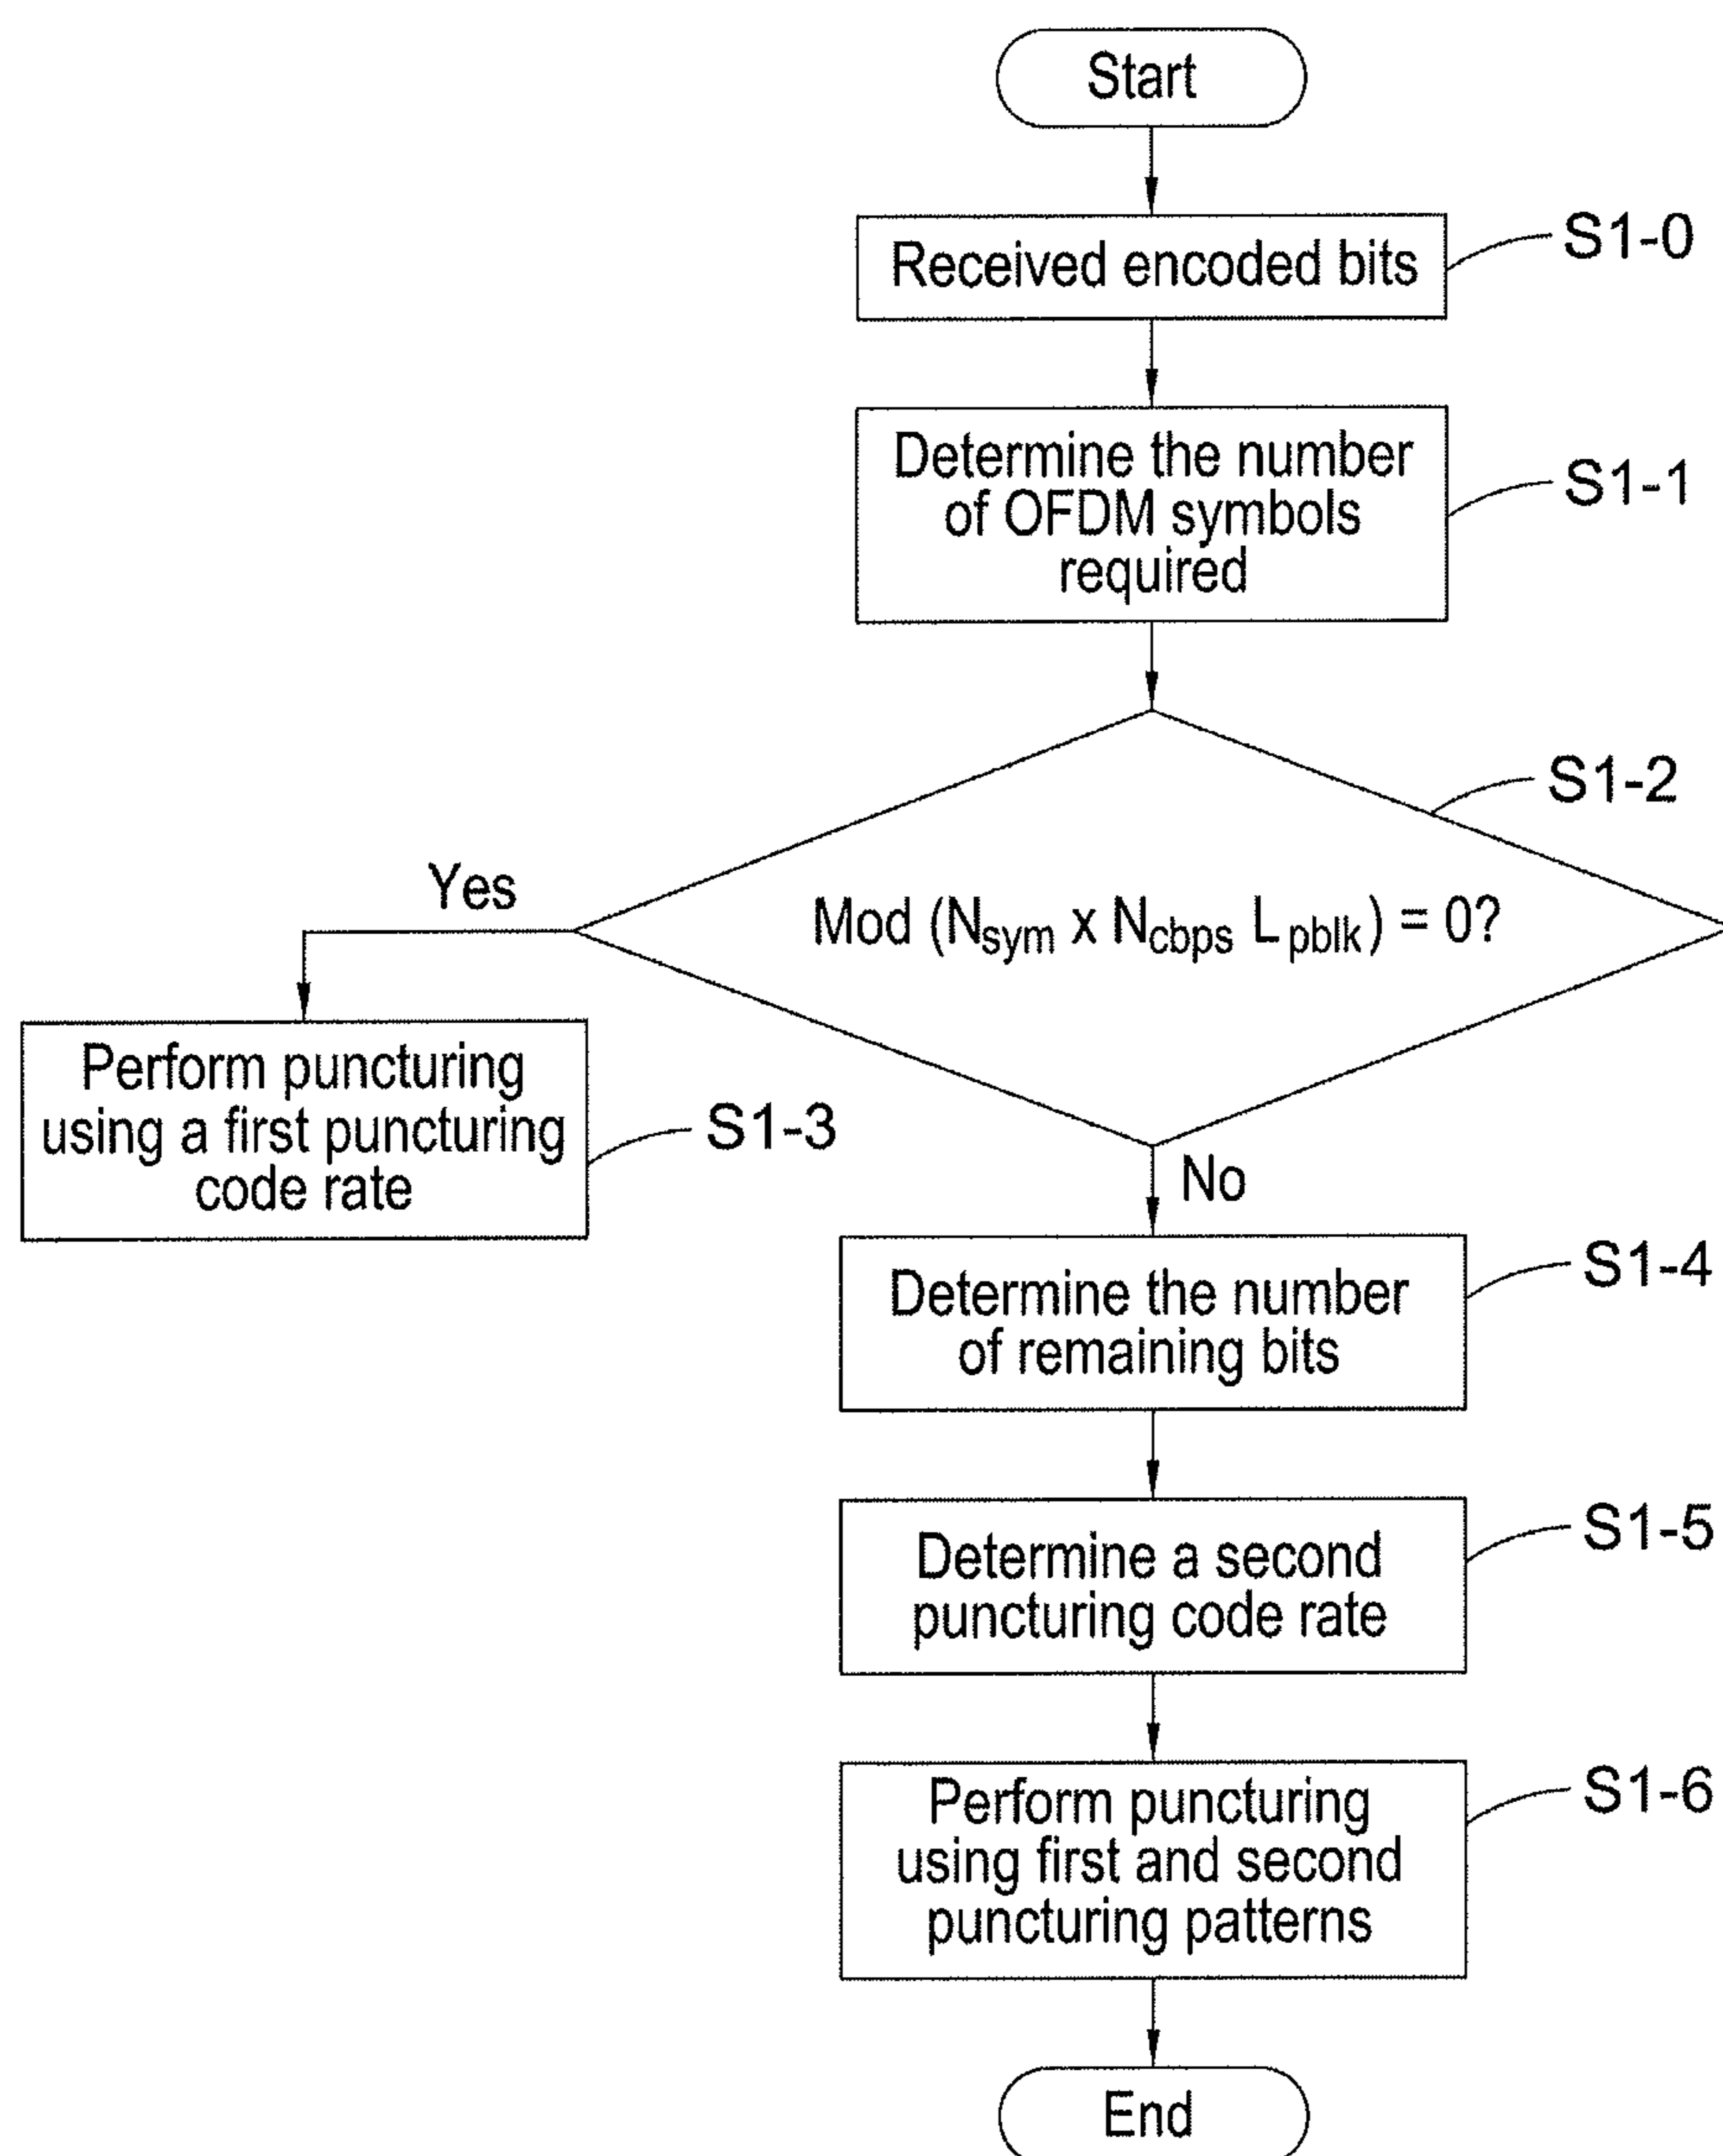 Start
Received encoded bits
S1-0
Determine the number
of OFDM symbols
required
S1-1
S1-2
Yes
Mod (Nsym x Ncbps Lpblk) = 0?
Perform puncturing
using a first puncturing
code rate
S1-3
No
Determine the number
of remaining bits
S1-4
Determine a second
puncturing code rate
S1-5
Perform puncturing
using first and second
puncturing patterns
S1-6
End